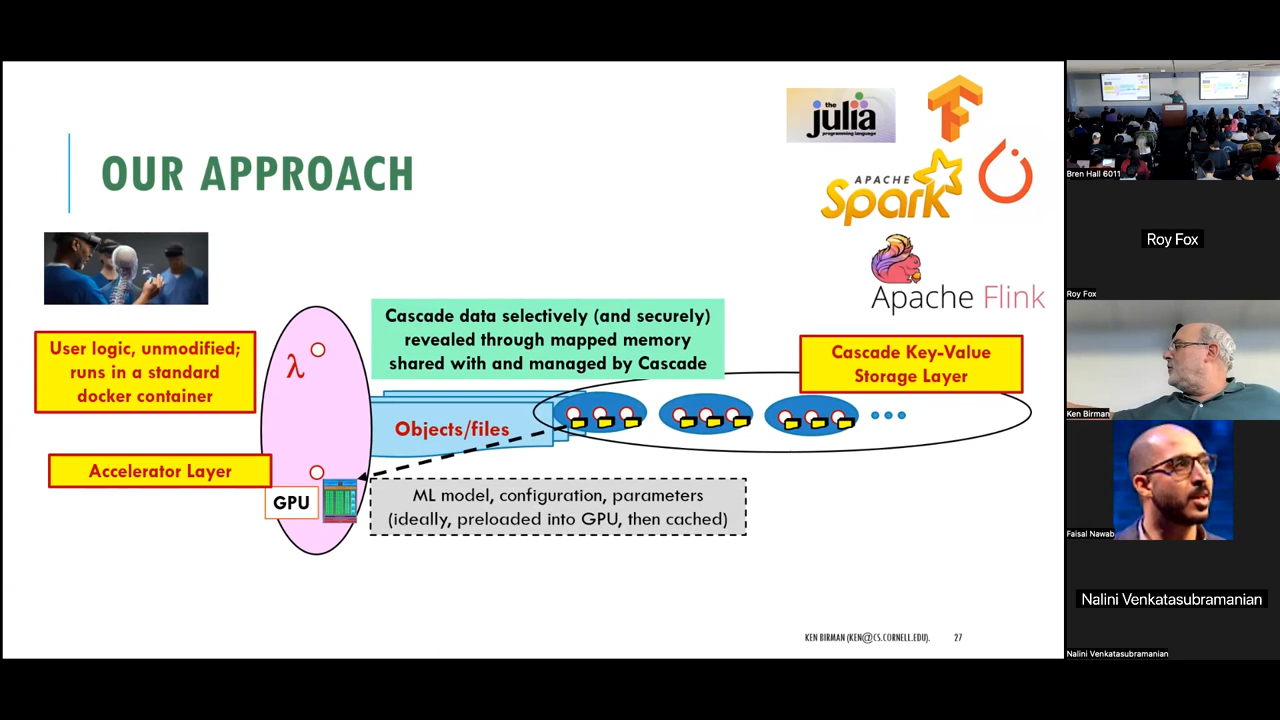 OUR APPROACH
the
julia
programming language
APACHE
Spark
Apache Flink
Cascade data selectively (and securely)
revealed through mapped memory
shared with and managed by Cascade
User logic, unmodified;
runs in a standard
docker container
λ
Cascade Key-Value
Storage Layer
Objects/files
Accelerator Layer
GPU
ML model, configuration, parameters
(ideally, preloaded into GPU, then cached)
KEN BIRMAN (KEN@CS.CORNELL.EDU).
27
Bren Hall 6011
Roy Fox
Roy Fox
Ken Birman
Faisal Nawab
Nalini Venkatasubramanian
Nalini Venkatasubramanian